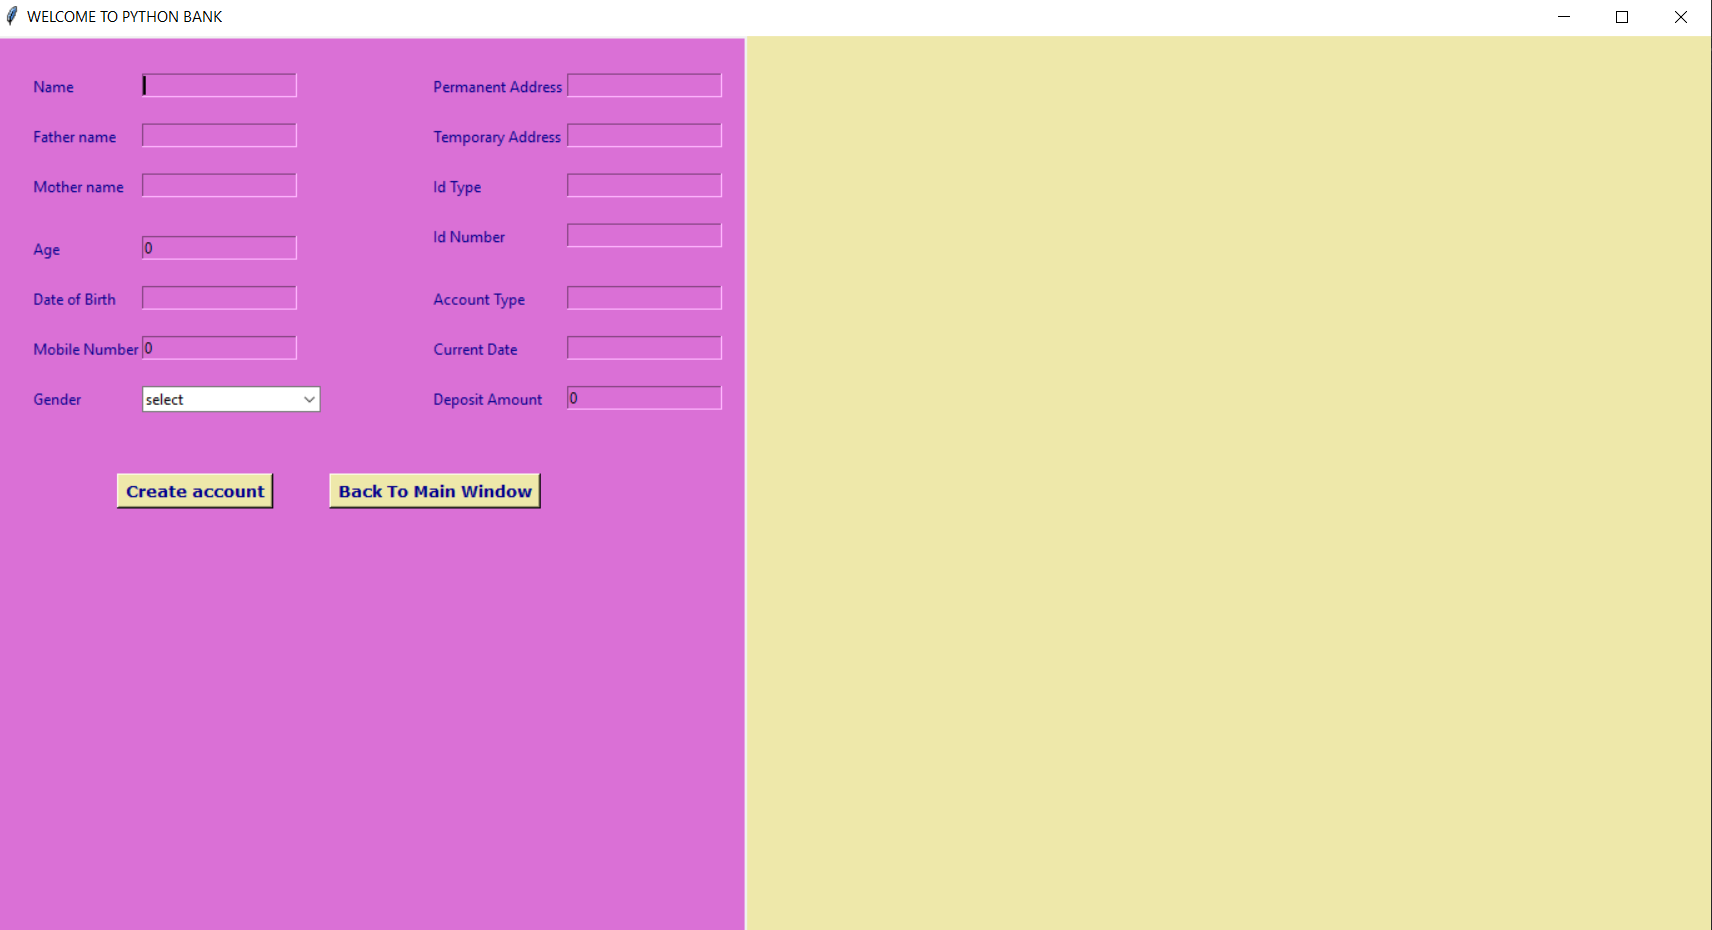 WELCOME TO PYTHON BANK
Name
Permanent Address
Father name
Temporary Address
Mother name
Id Type
Id Number
Age 0
Date of Birth
Account Type
Mobile Number 0
Current Date
Gender select
Deposit Amount 0
Create account
Back To Main Window